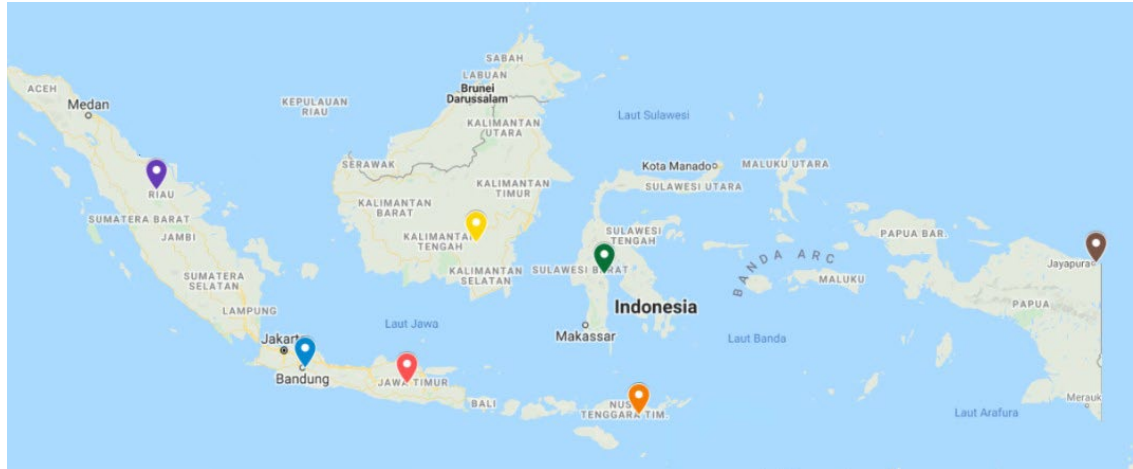 SABAH
LABUAN
Brunei
Darussalam
ACEH
Medan
KEPULAUAN
RIAU
Laut Sulawesi
KALIMANTAN
UTARA
SERAWAK
Kota Manado
MALUKU UTARA
RIAU
KALIMANTAN
TIMUR
SULAWESI UTARA
KALIMANTAN
BARAT
SUMATERA BARAT
JAMBI
KALIMANTAN
TENGAH
SULAWESI
TENGAH
PAPUA BAR.
SUMATERA
SELATAN
KALIMANTAN
SELATAN
SULAWESI BARAT
BANDA ARC
MALUKU
Jayapura
PAPUA
LAMPUNG
Indonesia
Laut Jawa
Makassar
Laut Banda
Jakarta
Bandung
JAWA TIMUR
BALI
NUS
TENGGARA TIM.
Merauk
Laut Arafura